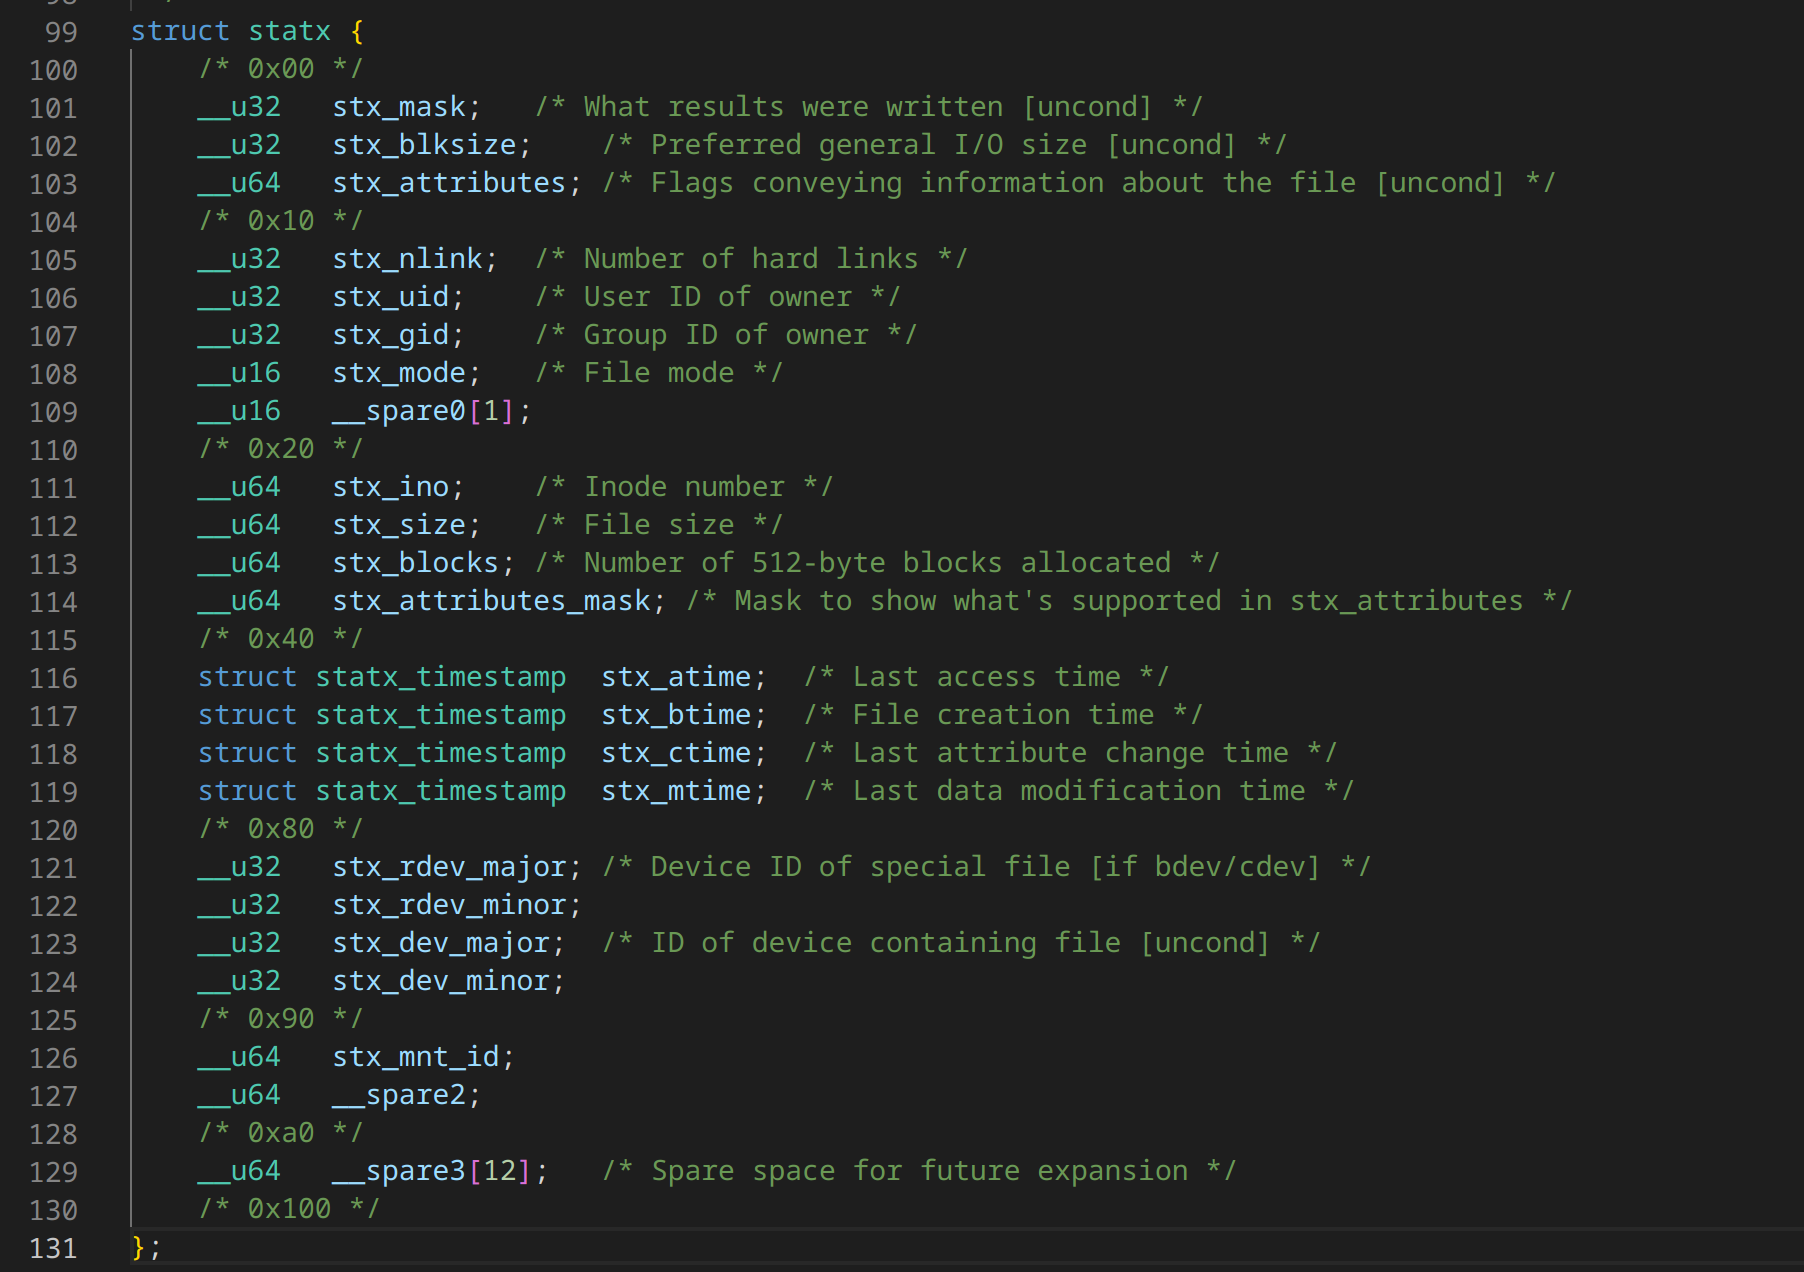 99 struct statx {
100 /* 0x00 */
101 __u32 stx_mask; /* What results were written [uncond] */
102 __u32 stx_blksize; /* Preferred general I/O size [uncond] */
103 __u64 stx_attributes; /* Flags conveying information about the file [uncond] */
104 /* 0x10 */
105 __u32 stx_nlink; /* Number of hard links */
106 __u32 stx_uid; /* User ID of owner */
107 __u32 stx_gid; /* Group ID of owner */
108 __u16 stx_mode; /* File mode */
109 __u16 __spare0[1];
110 /* 0x20 */
111 __u64 stx_ino; /* Inode number */
112 __u64 stx_size; /* File size */
113 __u64 stx_blocks; /* Number of 512-byte blocks allocated */
114 __u64 stx_attributes_mask; /* Mask to show what's supported in stx_attributes */
115 /* 0x40 */
116 struct statx_timestamp stx_atime; /* Last access time */
117 struct statx_timestamp stx_btime; /* File creation time */
118 struct statx_timestamp stx_ctime; /* Last attribute change time */
119 struct statx_timestamp stx_mtime; /* Last data modification time */
120 /* 0x80 */
121 __u32 stx_rdev_major; /* Device ID of special file [if bdev/cdev] */
122 __u32 stx_rdev_minor;
123 __u32 stx_dev_major; /* ID of device containing file [uncond] */
124 __u32 stx_dev_minor;
125 /* 0x90 */
126 __u64 stx_mnt_id;
127 __u64 __spare2;
128 /* 0xa0 */
129 __u64 __spare3[12]; /* Spare space for future expansion */
130 /* 0x100 */
131 };